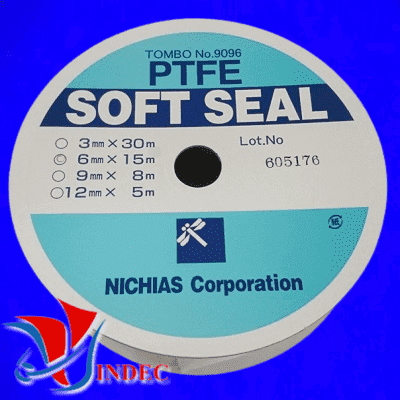 TOMBO No.9096
PTFE
SOFT SEAL
3mm×30m
6mm×15m
9mm× 8m
12mm× 5m
Lot.No
605176
NICHIAS Corporation
INDEC